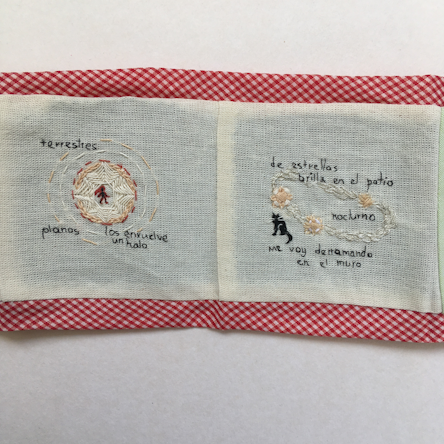 terrestres
planos los envuelve
un halo
de estrellas
brilla en el patio
nocturno
me voy derramando
en el muro